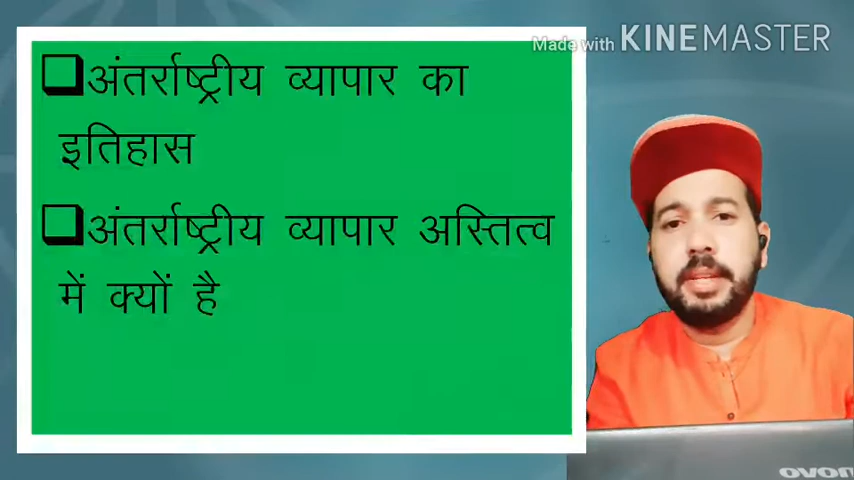 Made with KINEMASTER
❑अंतर्राष्ट्रीय व्यापार का
इतिहास
❑अंतर्राष्ट्रीय व्यापार अस्तित्व
में क्यों है